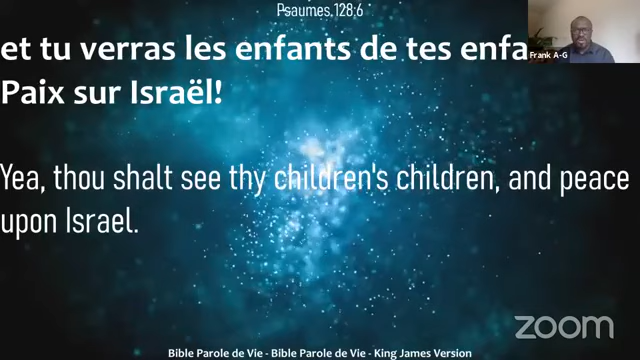 Psaumes 128:6
et tu verras les enfants de tes enfa
Paix sur Israël!
Yea, thou shalt see thy children's children, and peace
upon Israel.
Frank A-G
zoom
Bible Parole de Vie - Bible Parole de Vie - King James Version